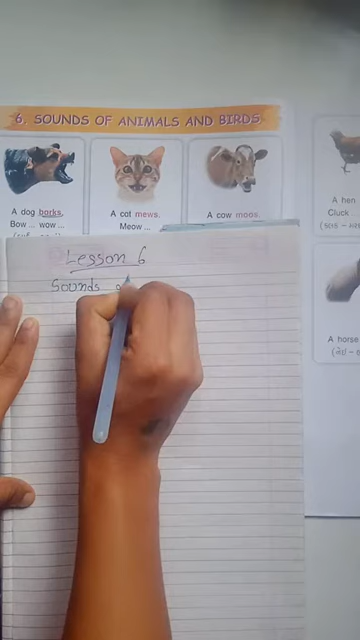 6. SOUNDS OF ANIMALS AND BIRDS
A dog barks.
Bow ... wow ...
A cat mews.
Meow ...
A cow moos.
A hen
Cluck ..
A horse
Lesson 6
Sounds